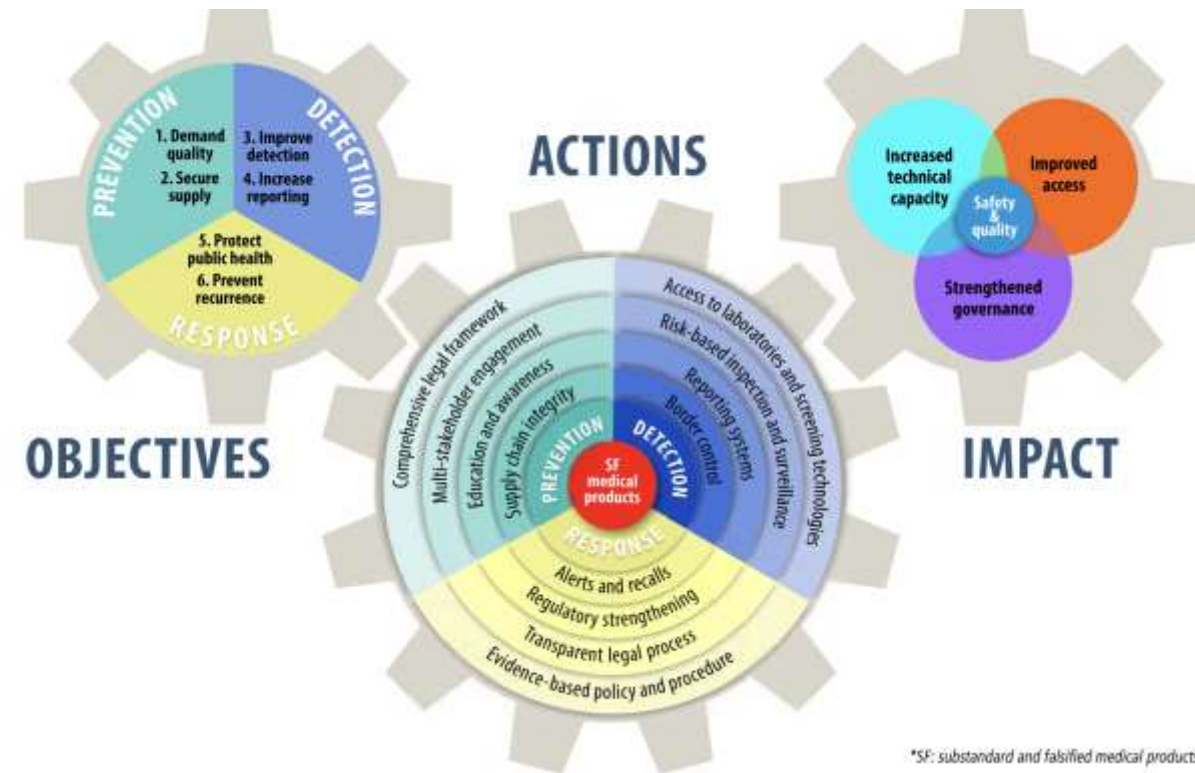 PREVENTION
1. Demand
quality
2. Secure
supply
DETECTION
3. Improve
detection
4. Increase
reporting
5. Protect
public health
6. Prevent
recurrence
RESPONSE
OBJECTIVES
ACTIONS
Comprehensive legal framework
Multi-stakeholder engagement
Education and awareness
Supply chain integrity
PREVENTION
Access to laboratories and screening technologies
Risk-based inspection and surveillance
Reporting systems
Border control
DETECTION
SF
medical
products
RESPONSE
Alerts and recalls
Regulatory strengthening
Transparent legal process
Evidence-based policy and procedure
Increased
technical
capacity
Improved
access
Safety
&
quality
Strengthened
governance
IMPACT
*SF: substandard and falsified medical product